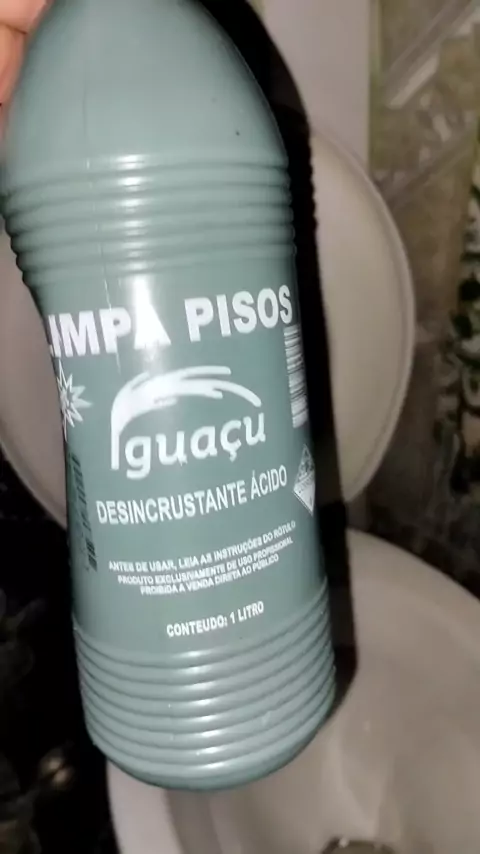 LIMPA PISOS
Iguaçu
DESINCRUSTANTE ÁCIDO
ANTES DE USAR, LEIA AS INSTRUÇÕES DO RÓTULO
PRODUTO EXCLUSIVAMENTE DE USO PROFISSIONAL
PROIBIDA A VENDA DIRETA AO PÚBLICO
CONTEUDO: 1 LITRO